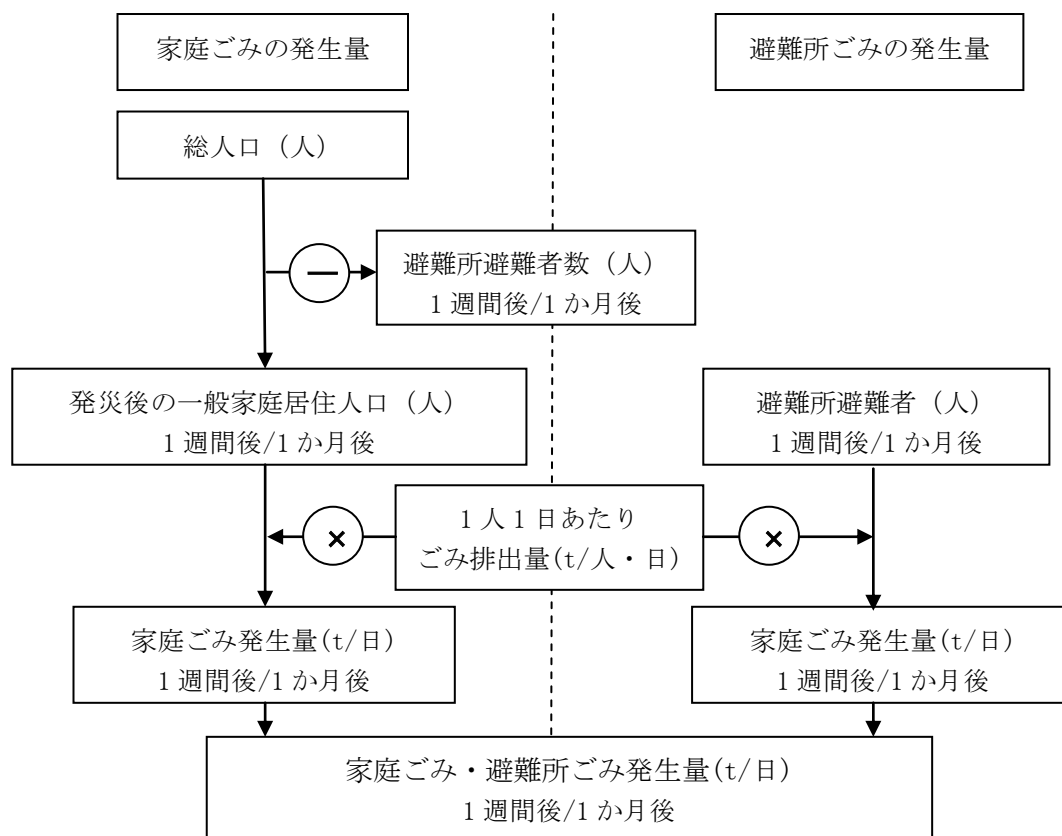 家庭ごみの発生量
避難所ごみの発生量
総人口（人）
避難所避難者数（人）
1週間後/1か月後
発災後の一般家庭居住人口（人）
1週間後/1か月後
避難所避難者（人）
1週間後/1か月後
1人1日あたり
ごみ排出量(t/人・日)
家庭ごみ発生量(t/日)
1週間後/1か月後
家庭ごみ発生量(t/日)
1週間後/1か月後
家庭ごみ・避難所ごみ発生量(t/日)
1週間後/1か月後